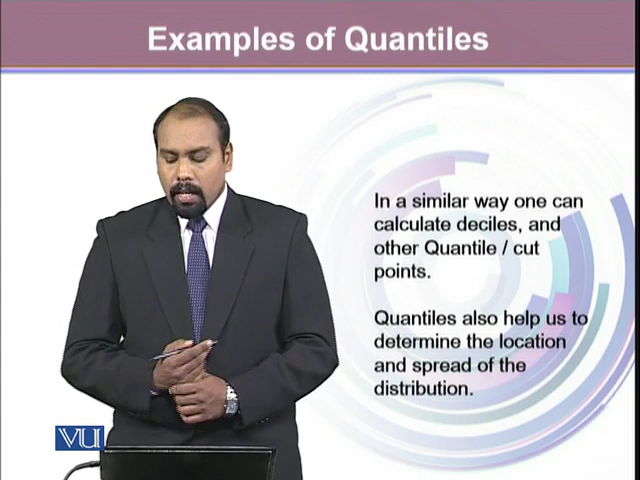 Examples of Quantiles
In a similar way one can
calculate deciles, and
other Quantile / cut
points.
Quantiles also help us to
determine the location
and spread of the
distribution.
VU